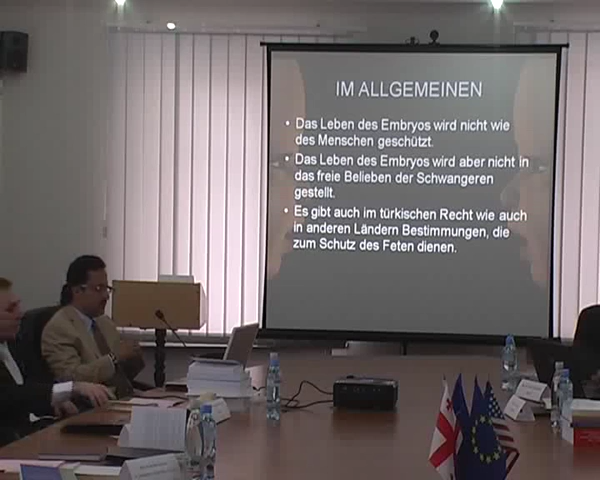 IM ALLGEMEINEN
• Das Leben des Embryos wird nicht wie
des Menschen geschützt.
• Das Leben des Embryos wird aber nicht in
das freie Belieben der Schwangeren
gestellt.
• Es gibt auch im türkischen Recht wie auch
in anderen Ländern Bestimmungen, die
zum Schutz des Feten dienen.